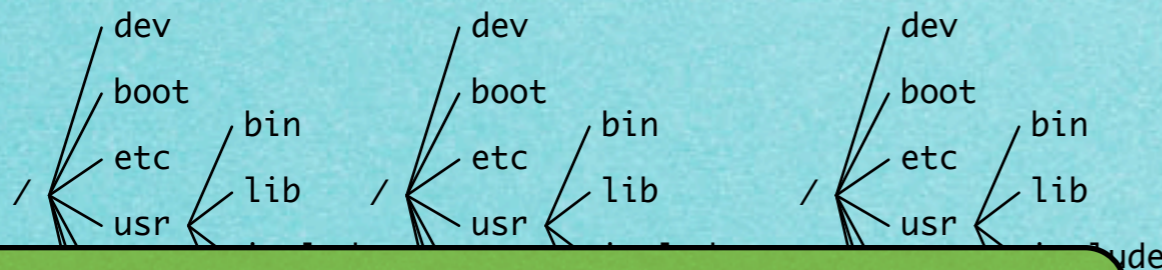 dev dev dev
boot boot boot
bin bin bin
etc etc etc
/ lib / lib / lib
usr usr usr